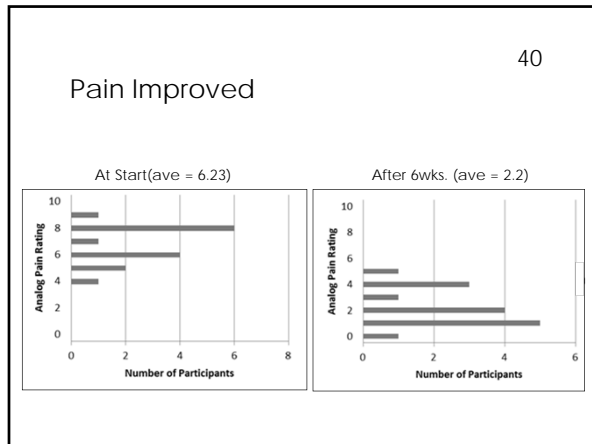 40
Pain Improved
At Start(ave = 6.23)
10
8
6
4
2
0
Analog Pain Rating
0 2 4 6 8
Number of Participants
After 6wks. (ave = 2.2)
10
8
6
4
2
0
Analog Pain Rating
0 2 4 6
Number of Participants